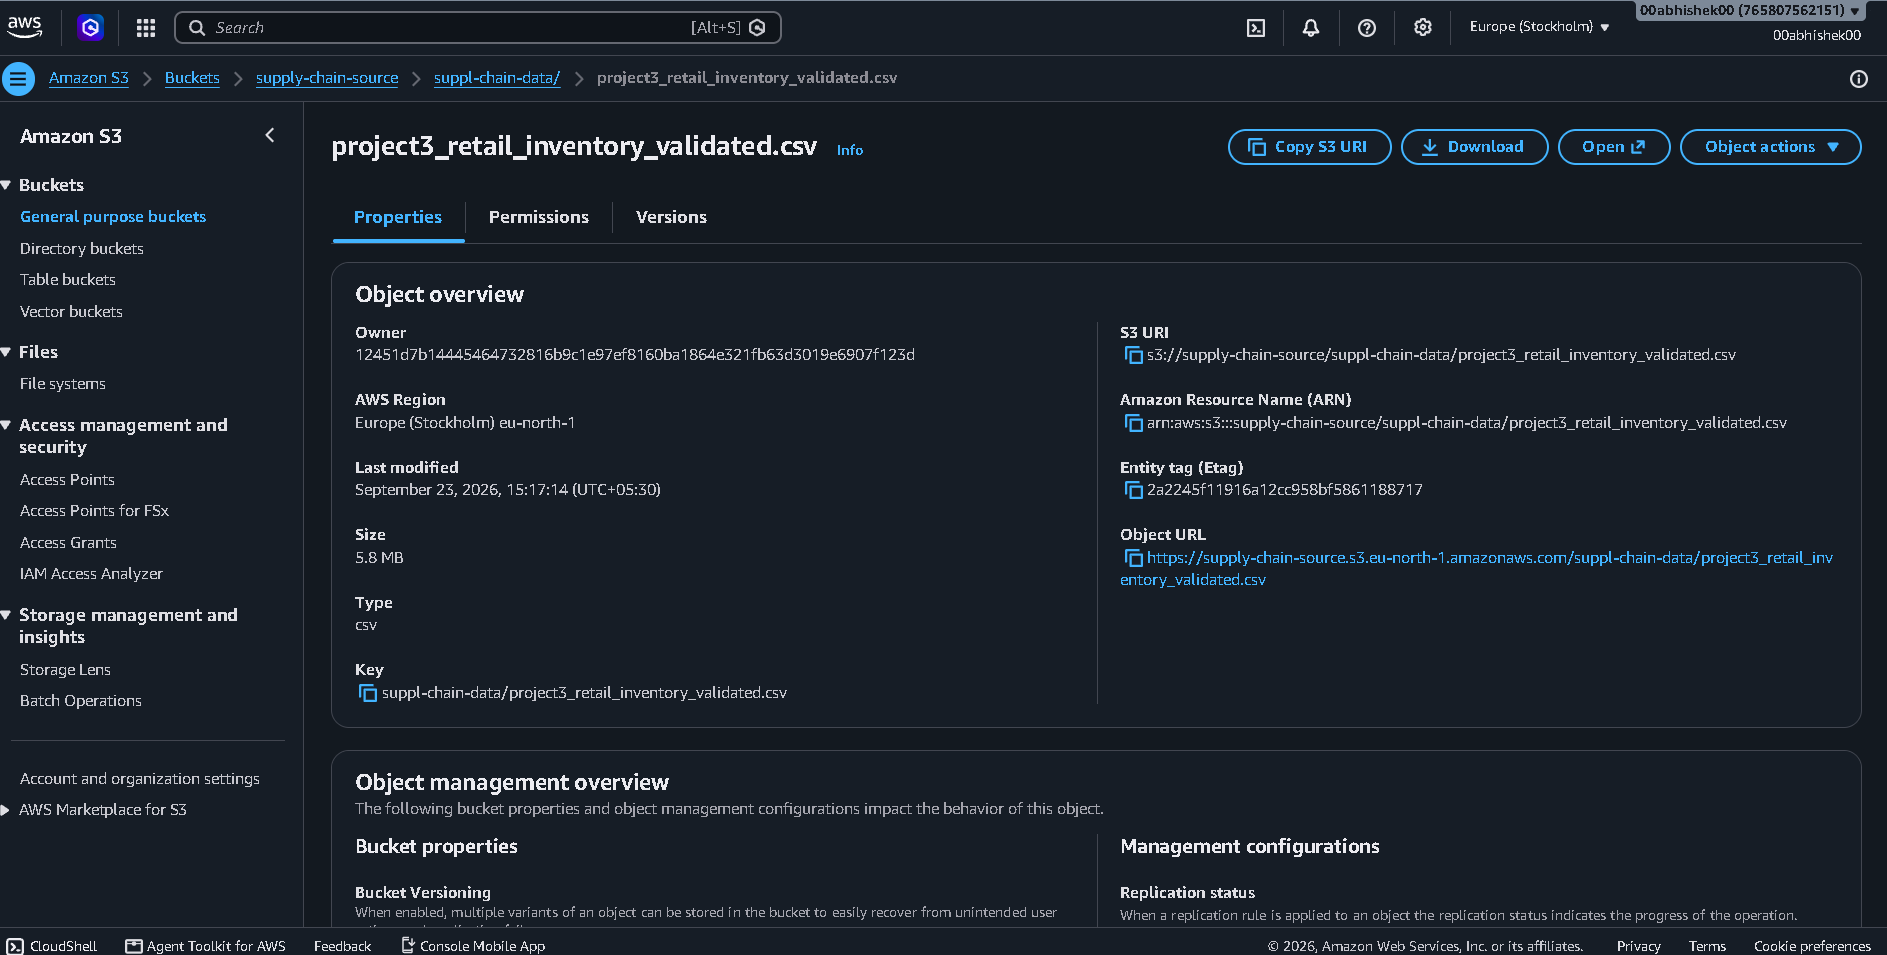 aws
Search
[Alt+S]
Europe (Stockholm)
00abhishek00 (765807562151)
00abhishek00
Amazon S3
Buckets
supply-chain-source
suppl-chain-data/
project3_retail_inventory_validated.csv
Amazon S3
Buckets
General purpose buckets
Directory buckets
Table buckets
Vector buckets
Files
File systems
Access management and
security
Access Points
Access Points for FSx
Access Grants
IAM Access Analyzer
Storage management and
insights
Storage Lens
Batch Operations
Account and organization settings
AWS Marketplace for S3
project3_retail_inventory_validated.csv
Info
Copy S3 URI
Download
Open
Object actions
Properties
Permissions
Versions
Object overview
Owner
12451d7b14445464732816b9c1e97ef8160ba1864e321fb63d3019e6907f123d
AWS Region
Europe (Stockholm) eu-north-1
Last modified
September 23, 2026, 15:17:14 (UTC+05:30)
Size
5.8 MB
Type
csv
Key
suppl-chain-data/project3_retail_inventory_validated.csv
S3 URI
s3://supply-chain-source/suppl-chain-data/project3_retail_inventory_validated.csv
Amazon Resource Name (ARN)
arn:aws:s3:::supply-chain-source/suppl-chain-data/project3_retail_inventory_validated.csv
Entity tag (Etag)
2a2245f11916a12cc958bf5861188717
Object URL
https://supply-chain-source.s3.eu-north-1.amazonaws.com/suppl-chain-data/project3_retail_inv
entory_validated.csv
Object management overview
The following bucket properties and object management configurations impact the behavior of this object.
Bucket properties
Bucket Versioning
When enabled, multiple variants of an object can be stored in the bucket to easily recover from unintended user
Management configurations
Replication status
When a replication rule is applied to an object the replication status indicates the progress of the operation.
CloudShell
Agent Toolkit for AWS
Feedback
Console Mobile App
© 2026, Amazon Web Services, Inc. or its affiliates.
Privacy
Terms
Cookie preferences